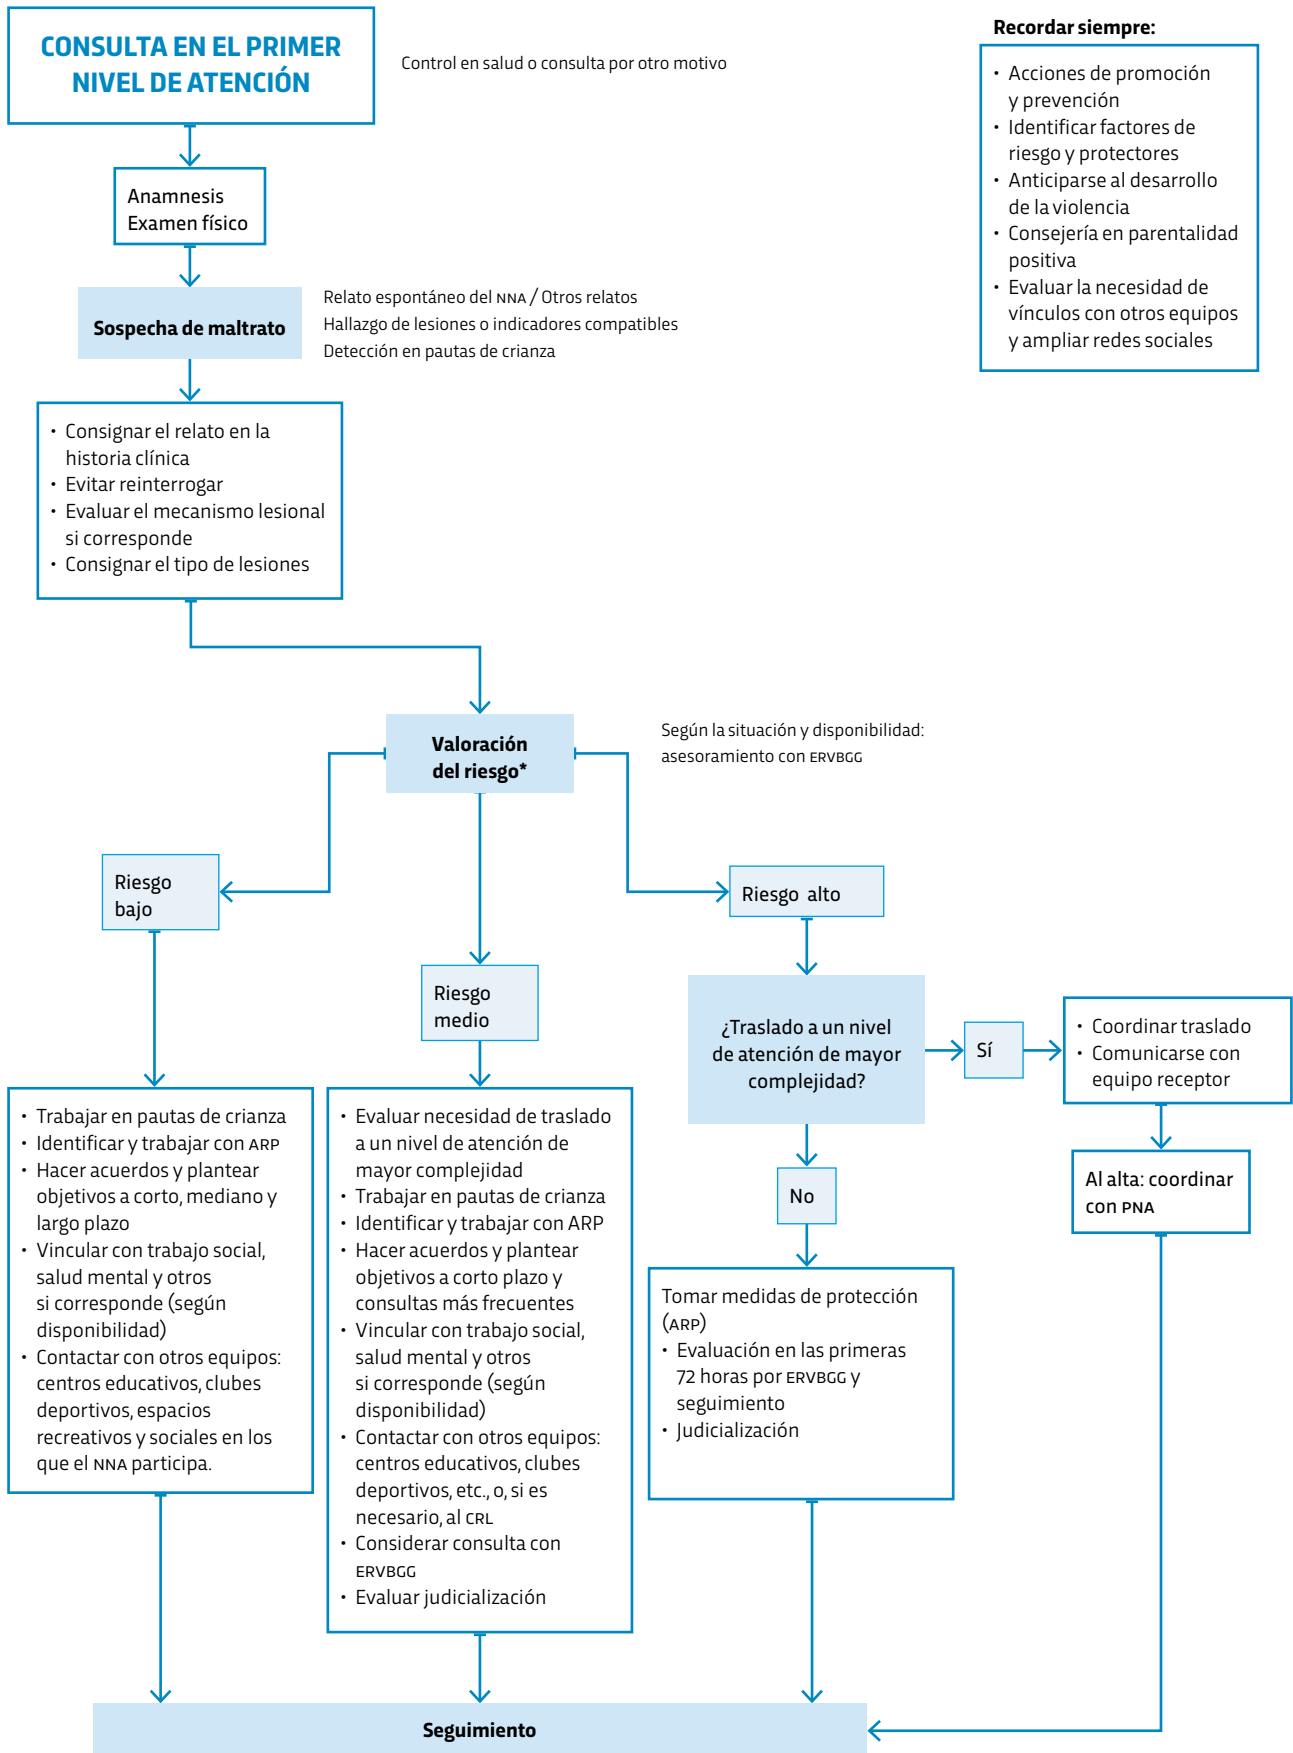 CONSULTA EN EL PRIMER
NIVEL DE ATENCIÓN
Control en salud o consulta por otro motivo
Recordar siempre:
• Acciones de promoción
y prevención
• Identificar factores de
riesgo y protectores
• Anticiparse al desarrollo
de la violencia
• Consejería en parentalidad
positiva
• Evaluar la necesidad de
vínculos con otros equipos
y ampliar redes sociales
Anamnesis
Examen físico
Sospecha de maltrato
Relato espontáneo del NNA / Otros relatos
Hallazgo de lesiones o indicadores compatibles
Detección en pautas de crianza
• Consignar el relato en la
historia clínica
• Evitar reinterrogar
• Evaluar el mecanismo lesional
si corresponde
• Consignar el tipo de lesiones
Valoración
del riesgo*
Según la situación y disponibilidad:
asesoramiento con ERVBGG
Riesgo
bajo
Riesgo
medio
Riesgo alto
¿Traslado a un nivel
de atención de mayor
complejidad?
Sí
• Coordinar traslado
• Comunicarse con
equipo receptor
Al alta: coordinar
con PNA
No
• Trabajar en pautas de crianza
• Identificar y trabajar con ARP
• Hacer acuerdos y plantear
objetivos a corto, mediano y
largo plazo
• Vincular con trabajo social,
salud mental y otros
si corresponde (según
disponibilidad)
• Contactar con otros equipos:
centros educativos, clubes
deportivos, espacios
recreativos y sociales en los
que el NNA participa.
• Evaluar necesidad de traslado
a un nivel de atención de
mayor complejidad
• Trabajar en pautas de crianza
• Identificar y trabajar con ARP
• Hacer acuerdos y plantear
objetivos a corto plazo y
consultas más frecuentes
• Vincular con trabajo social,
salud mental y otros
si corresponde (según
disponibilidad)
• Contactar con otros equipos:
centros educativos, clubes
deportivos, etc., o, si es
necesario, al CRL
• Considerar consulta con
ERVBGG
• Evaluar judicialización
Tomar medidas de protección
(ARP)
• Evaluación en las primeras
72 horas por ERVBGG y
seguimiento
• Judicialización
Seguimiento